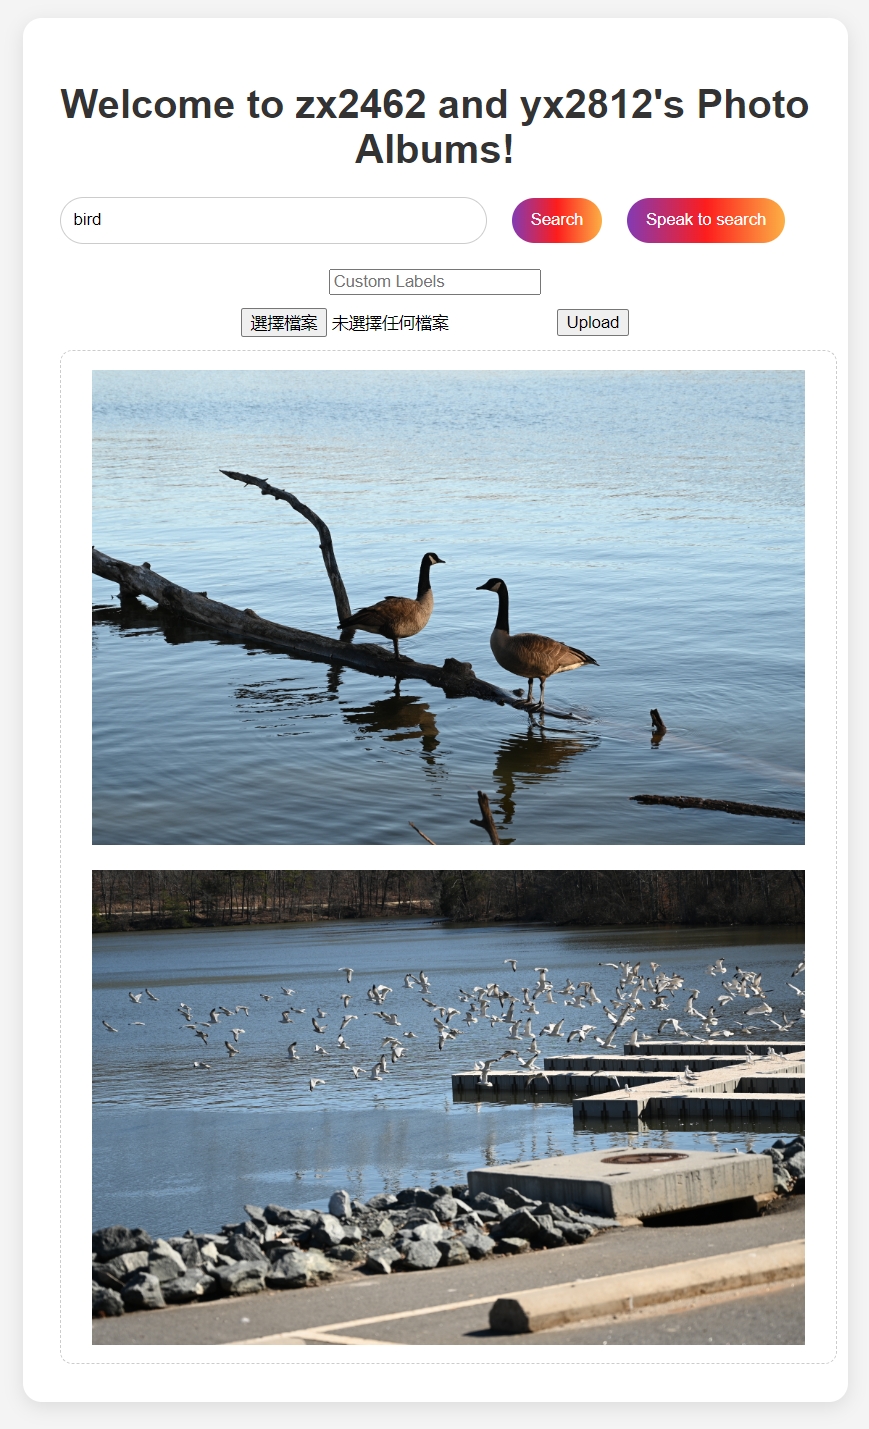 Welcome to zx2462 and yx2812's Photo
Albums!
bird
Search
Speak to search
Custom Labels
選擇檔案 未選擇任何檔案
Upload